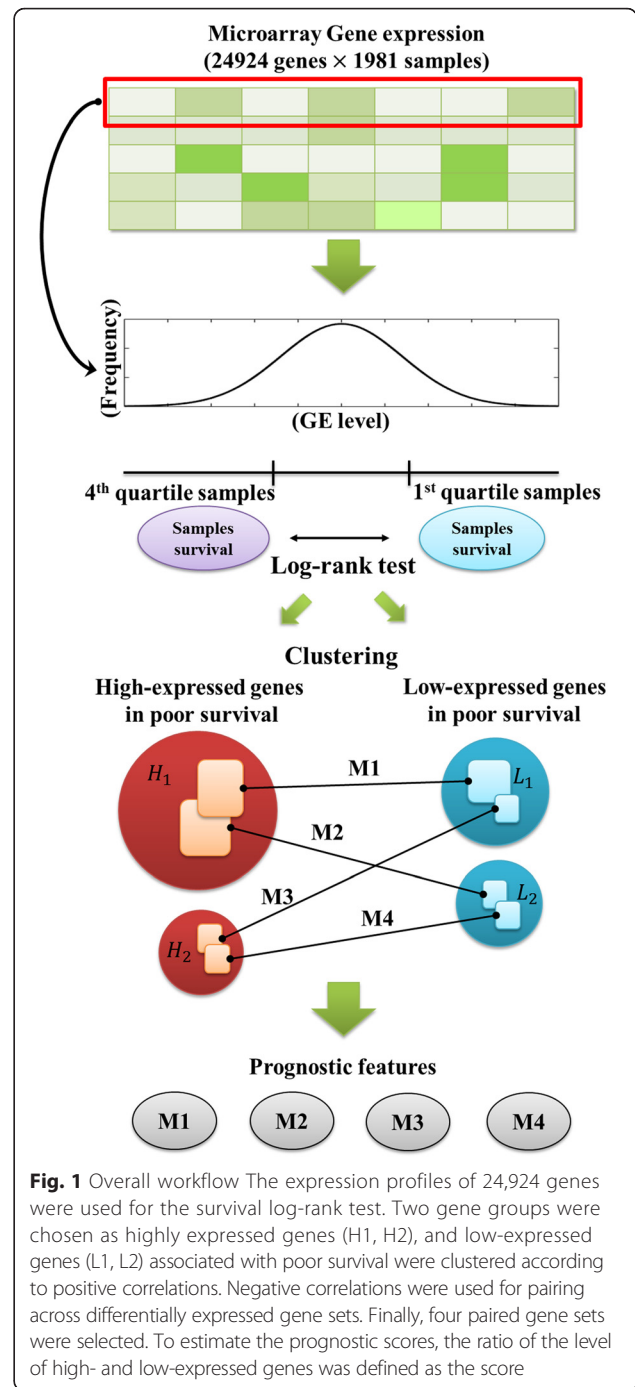 Microarray Gene expression
(24924 genes × 1981 samples)
(Frequency)
(GE level)
4th quartile samples
1st quartile samples
Samples survival
Samples survival
Log-rank test
Clustering
High-expressed genes in poor survival
Low-expressed genes in poor survival
H1
L1
M1
M2
M3
M4
L2
H2
Prognostic features
M1
M2
M3
M4
Fig. 1 Overall workflow The expression profiles of 24,924 genes
were used for the survival log-rank test. Two gene groups were
chosen as highly expressed genes (H1, H2), and low-expressed
genes (L1, L2) associated with poor survival were clustered according
to positive correlations. Negative correlations were used for pairing
across differentially expressed gene sets. Finally, four paired gene sets
were selected. To estimate the prognostic scores, the ratio of the level
of high- and low-expressed genes was defined as the score